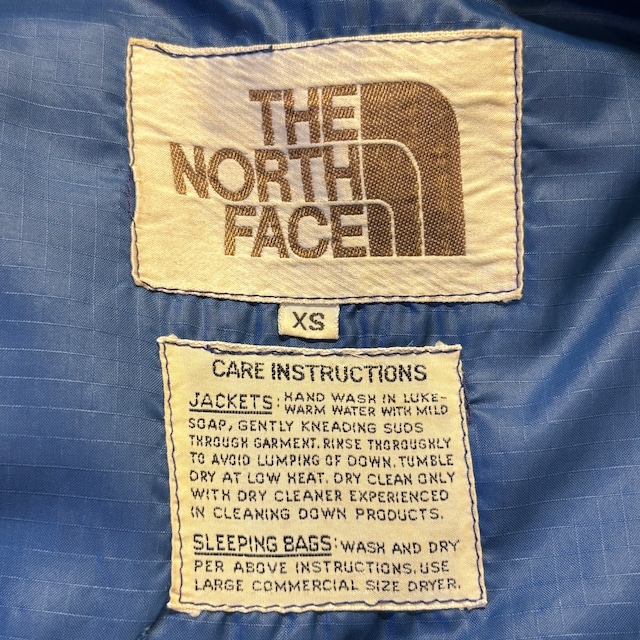 THE
NORTH
FACE
XS
CARE INSTRUCTIONS
JACKETS: HAND WASH IN LUKE-
WARM WATER WITH MILD
SOAP, GENTLY KNEADING SUDS
THROUGH GARMENT. RINSE THOROUGHLY
TO AVOID LUMPING OF DOWN. TUMBLE
DRY AT LOW HEAT. DRY CLEAN ONLY
WITH DRY CLEANER EXPERIENCED
IN CLEANING DOWN PRODUCTS.
SLEEPING BAGS: WASH AND DRY
PER ABOVE INSTRUCTIONS. USE
LARGE COMMERCIAL SIZE DRYER.